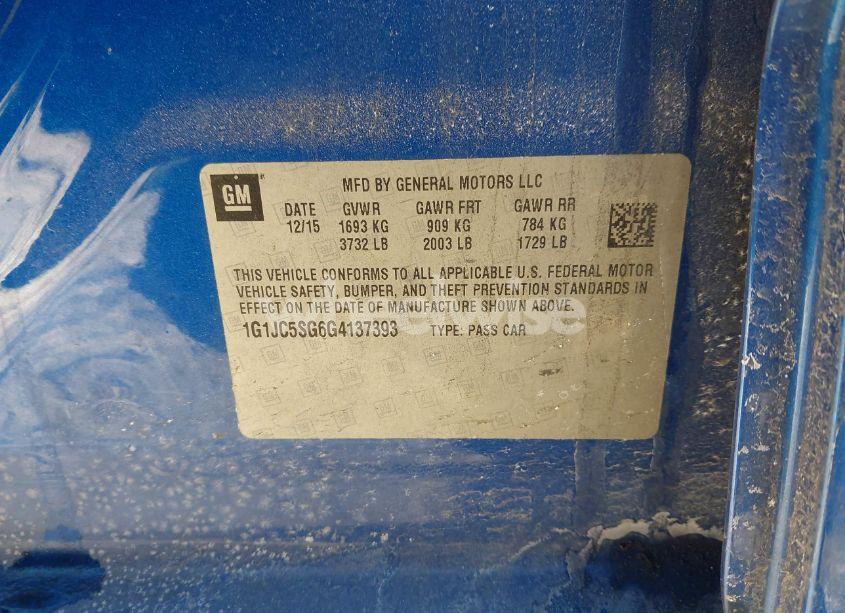 GM
MFD BY GENERAL MOTORS LLC
DATE GVWR GAWR FRT GAWR RR
12/15 1693 KG 909 KG 784 KG
3732 LB 2003 LB 1729 LB
THIS VEHICLE CONFORMS TO ALL APPLICABLE U.S. FEDERAL MOTOR
VEHICLE SAFETY, BUMPER, AND THEFT PREVENTION STANDARDS IN
EFFECT ON THE DATE OF MANUFACTURE SHOWN ABOVE.
1G1JC5SG6G4137393 TYPE: PASS CAR